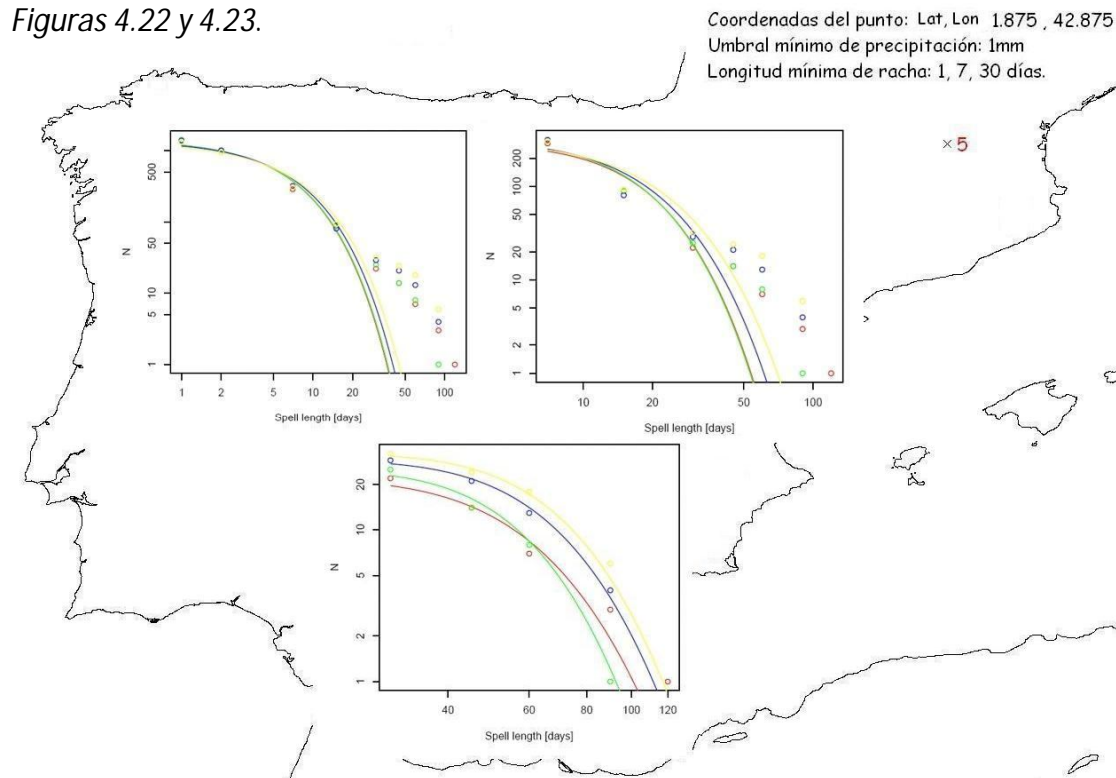 Figuras 4.22 y 4.23.
Coordenadas del punto: Lat, Lon 1.875 , 42.875
Umbral mínimo de precipitación: 1mm
Longitud mínima de racha: 1, 7, 30 días.
5
N
500
50
10
5
1
1 2 5 10 20 50 100
Spell length [days]
N
200
100
50
20
10
5
2
1
10 20 50 100
Spell length [days]
N
20
10
5
2
1
40 60 80 100 120
Spell length [days]